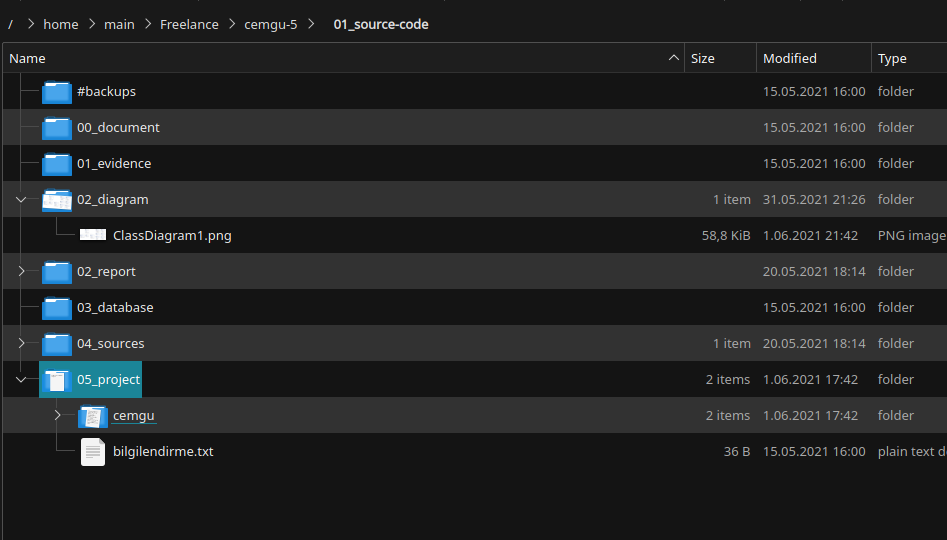 / > home > main > Freelance > cemgu-5 > 01_source-code
Name Size Modified Type
#backups 15.05.2021 16:00 folder
00_document 15.05.2021 16:00 folder
01_evidence 15.05.2021 16:00 folder
02_diagram 1 item 31.05.2021 21:26 folder
ClassDiagram1.png 58,8 KiB 1.06.2021 21:42 PNG image
02_report 20.05.2021 18:14 folder
03_database 15.05.2021 16:00 folder
04_sources 1 item 20.05.2021 18:14 folder
05_project 2 items 1.06.2021 17:42 folder
cemgu 2 items 1.06.2021 17:42 folder
bilgilendirme.txt 36 B 15.05.2021 16:00 plain text d